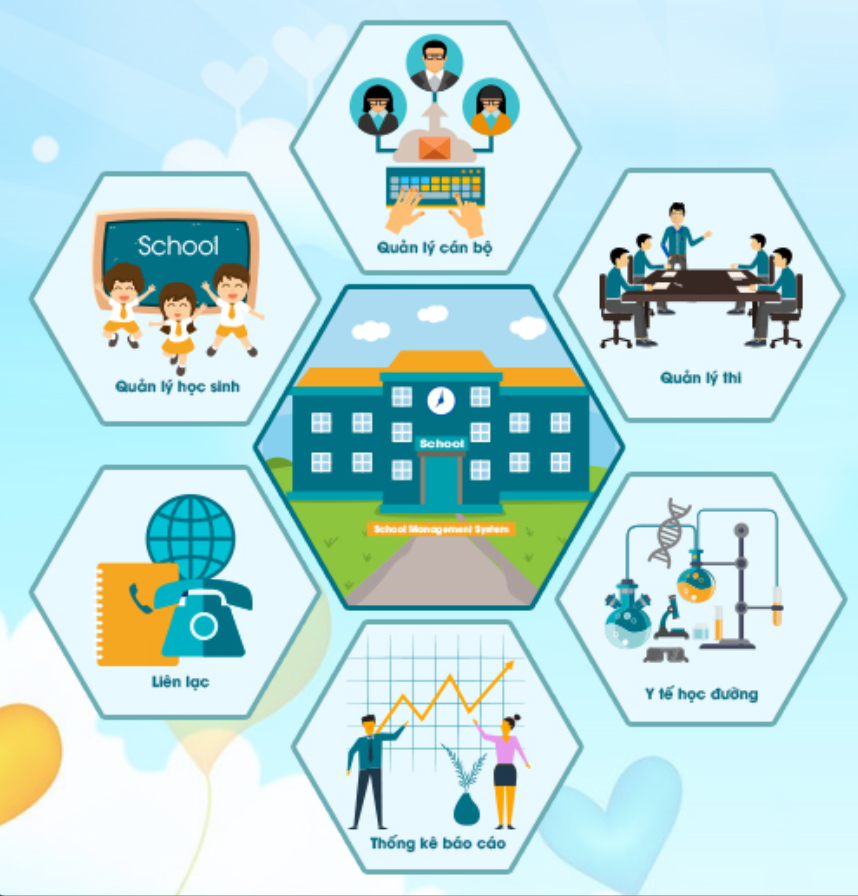 Quản lý cán bộ
School
Quản lý học sinh
Quản lý thi
School
School Management System
Liên lạc
Y tế học đường
Thống kê báo cáo